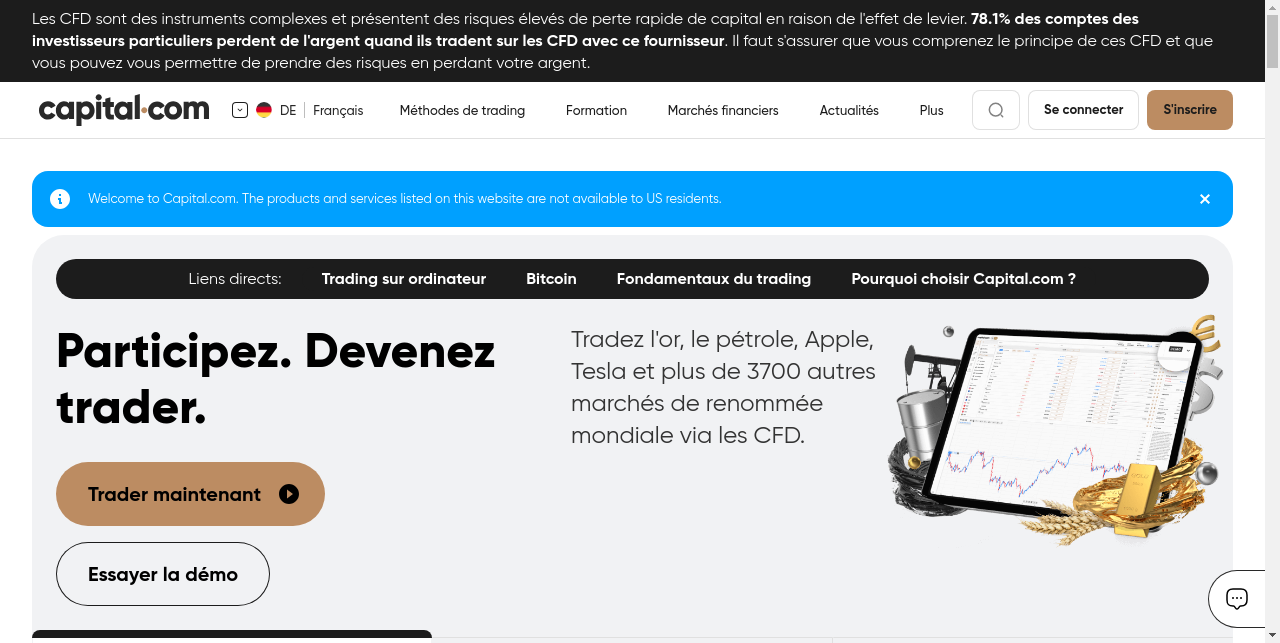 Les CFD sont des instruments complexes et présentent des risques élevés de perte rapide de capital en raison de l'effet de levier. 78.1% des comptes des
investisseurs particuliers perdent de l'argent quand ils tradent sur les CFD avec ce fournisseur. Il faut s'assurer que vous comprenez le principe de ces CFD et que
vous pouvez vous permettre de prendre des risques en perdant votre argent.
capital.com DE Français Méthodes de trading Formation Marchés financiers Actualités Plus Se connecter S'inscrire
Welcome to Capital.com. The products and services listed on this website are not available to US residents.
Liens directs: Trading sur ordinateur Bitcoin Fondamentaux du trading Pourquoi choisir Capital.com ?
Participez. Devenez
trader.
Tradez l'or, le pétrole, Apple,
Tesla et plus de 3700 autres
marchés de renommée
mondiale via les CFD.
Trader maintenant
Essayer la démo